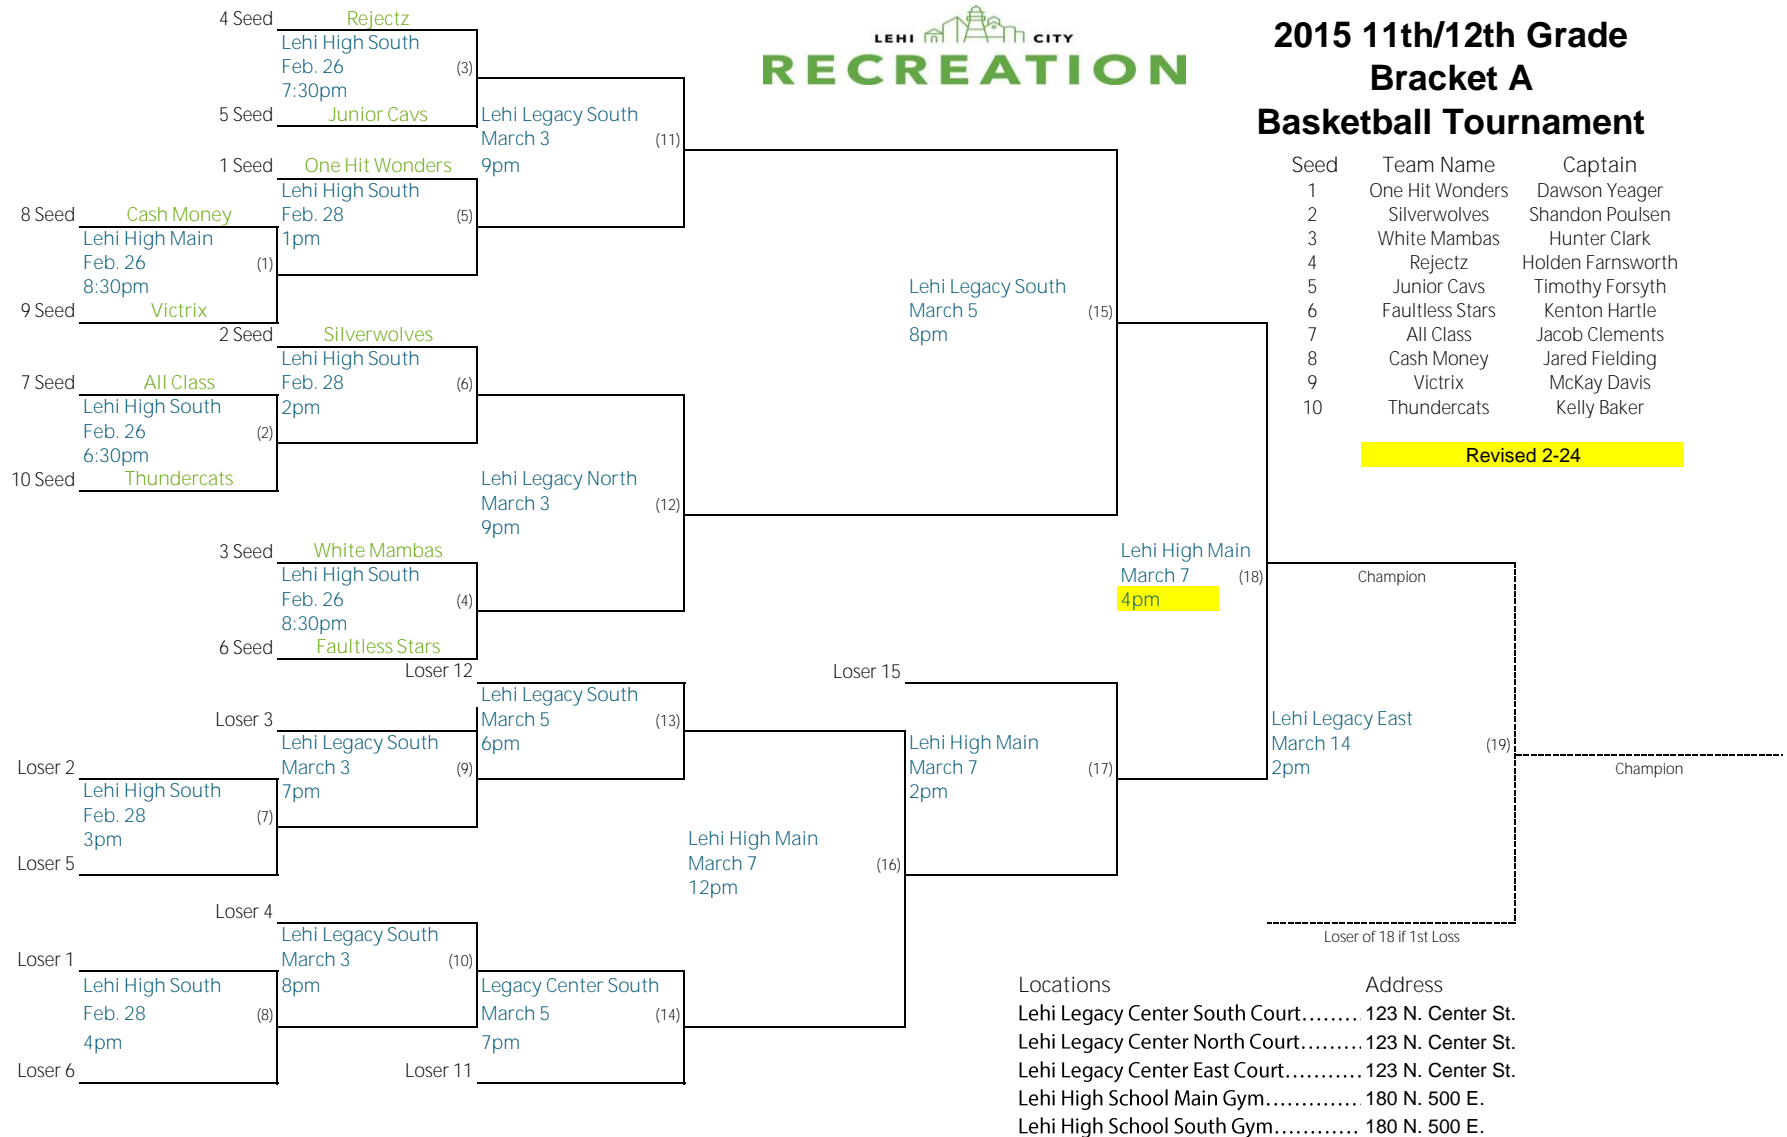 LEHI CITY
RECREATION
2015 11th/12th Grade
Bracket A
Basketball Tournament
Seed Team Name Captain
1 One Hit Wonders Dawson Yeager
2 Silverwolves Shandon Poulsen
3 White Mambas Hunter Clark
4 Rejectz Holden Farnsworth
5 Junior Cavs Timothy Forsyth
6 Faultless Stars Kenton Hartle
7 All Class Jacob Clements
8 Cash Money Jared Fielding
9 Victrix McKay Davis
10 Thundercats Kelly Baker
Revised 2-24
4 Seed Rejectz
Lehi High South
Feb. 26 (3)
7:30pm
5 Seed Junior Cavs
Lehi Legacy South
March 3 (11)
9pm
1 Seed One Hit Wonders
Lehi High South
Feb. 28 (5)
1pm
8 Seed Cash Money
Lehi High Main
Feb. 26 (1)
8:30pm
9 Seed Victrix
2 Seed Silverwolves
Lehi High South
Feb. 28 (6)
2pm
7 Seed All Class
Lehi High South
Feb. 26 (2)
6:30pm
10 Seed Thundercats
Lehi Legacy North
March 3 (12)
9pm
3 Seed White Mambas
Lehi High South
Feb. 26 (4)
8:30pm
6 Seed Faultless Stars
Lehi Legacy South
March 5 (15)
8pm
Lehi High Main
March 7 (18)
4pm
Champion
Loser 12
Lehi Legacy South
March 5 (13)
6pm
Loser 3
Lehi Legacy South
March 3 (9)
7pm
Loser 2
Lehi High South
Feb. 28 (7)
3pm
Loser 5
Loser 15
Lehi High Main
March 7 (17)
2pm
Lehi High Main
March 7 (16)
12pm
Lehi Legacy East
March 14 (19)
2pm
Champion
Loser of 18 if 1st Loss
Loser 4
Lehi Legacy South
March 3 (10)
8pm
Loser 1
Lehi High South
Feb. 28 (8)
4pm
Loser 6
Legacy Center South
March 5 (14)
7pm
Loser 11
Locations Address
Lehi Legacy Center South Court........ 123 N. Center St.
Lehi Legacy Center North Court......... 123 N. Center St.
Lehi Legacy Center East Court........... 123 N. Center St.
Lehi High School Main Gym............. 180 N. 500 E.
Lehi High School South Gym............ 180 N. 500 E.